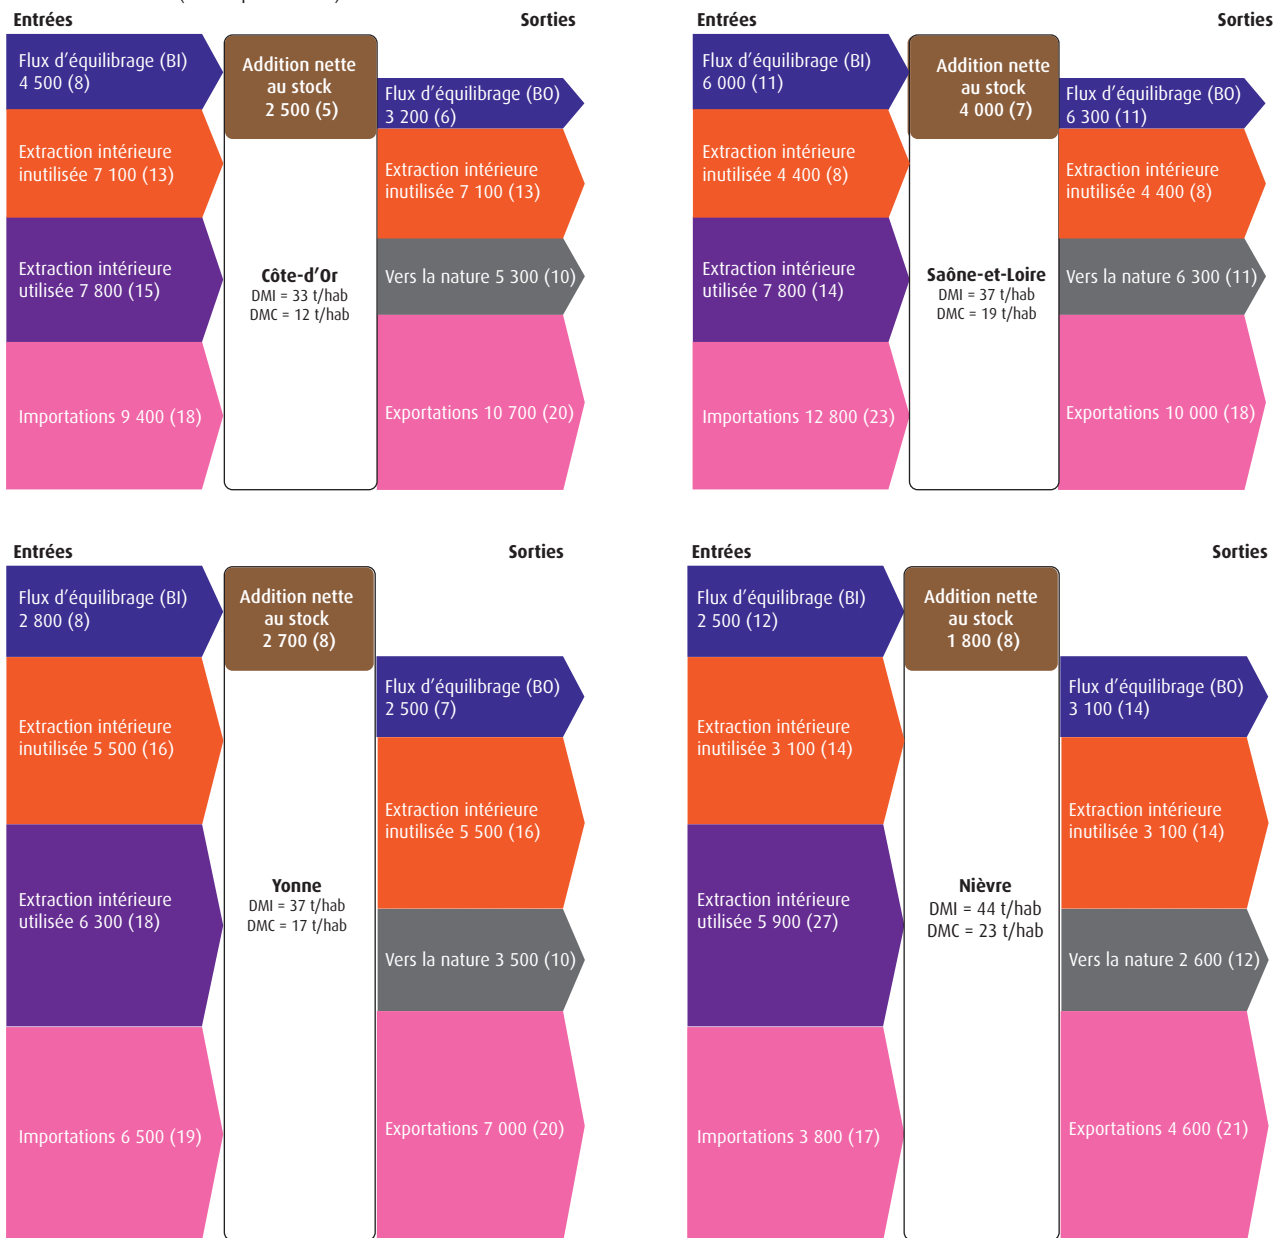 Entrées
Sorties
Flux d'équilibrage (BI)
4 500 (8)
Extraction intérieure
inutilisée 7 100 (13)
Extraction intérieure
utilisée 7 800 (15)
Importations 9 400 (18)
Addition nette
au stock
2 500 (5)
Côte-d'Or
DMI = 33 t/hab
DMC = 12 t/hab
Flux d'équilibrage (BO)
3 200 (6)
Extraction intérieure
inutilisée 7 100 (13)
Vers la nature 5 300 (10)
Exportations 10 700 (20)
Entrées
Sorties
Flux d'équilibrage (BI)
6 000 (11)
Extraction intérieure
inutilisée 4 400 (8)
Extraction intérieure
utilisée 7 800 (14)
Importations 12 800 (23)
Addition nette
au stock
4 000 (7)
Saône-et-Loire
DMI = 37 t/hab
DMC = 19 t/hab
Flux d'équilibrage (BO)
6 300 (11)
Extraction intérieure
inutilisée 4 400 (8)
Vers la nature 6 300 (11)
Exportations 10 000 (18)
Entrées
Sorties
Flux d'équilibrage (BI)
2 800 (8)
Extraction intérieure
inutilisée 5 500 (16)
Extraction intérieure
utilisée 6 300 (18)
Importations 6 500 (19)
Addition nette
au stock
2 700 (8)
Yonne
DMI = 37 t/hab
DMC = 17 t/hab
Flux d'équilibrage (BO)
2 500 (7)
Extraction intérieure
inutilisée 5 500 (16)
Vers la nature 3 500 (10)
Exportations 7 000 (20)
Entrées
Sorties
Flux d'équilibrage (BI)
2 500 (12)
Extraction intérieure
inutilisée 3 100 (14)
Extraction intérieure
utilisée 5 900 (27)
Importations 3 800 (17)
Addition nette
au stock
1 800 (8)
Nièvre
DMI = 44 t/hab
DMC = 23 t/hab
Flux d'équilibrage (BO)
3 100 (14)
Extraction intérieure
inutilisée 3 100 (14)
Vers la nature 2 600 (12)
Exportations 4 600 (21)